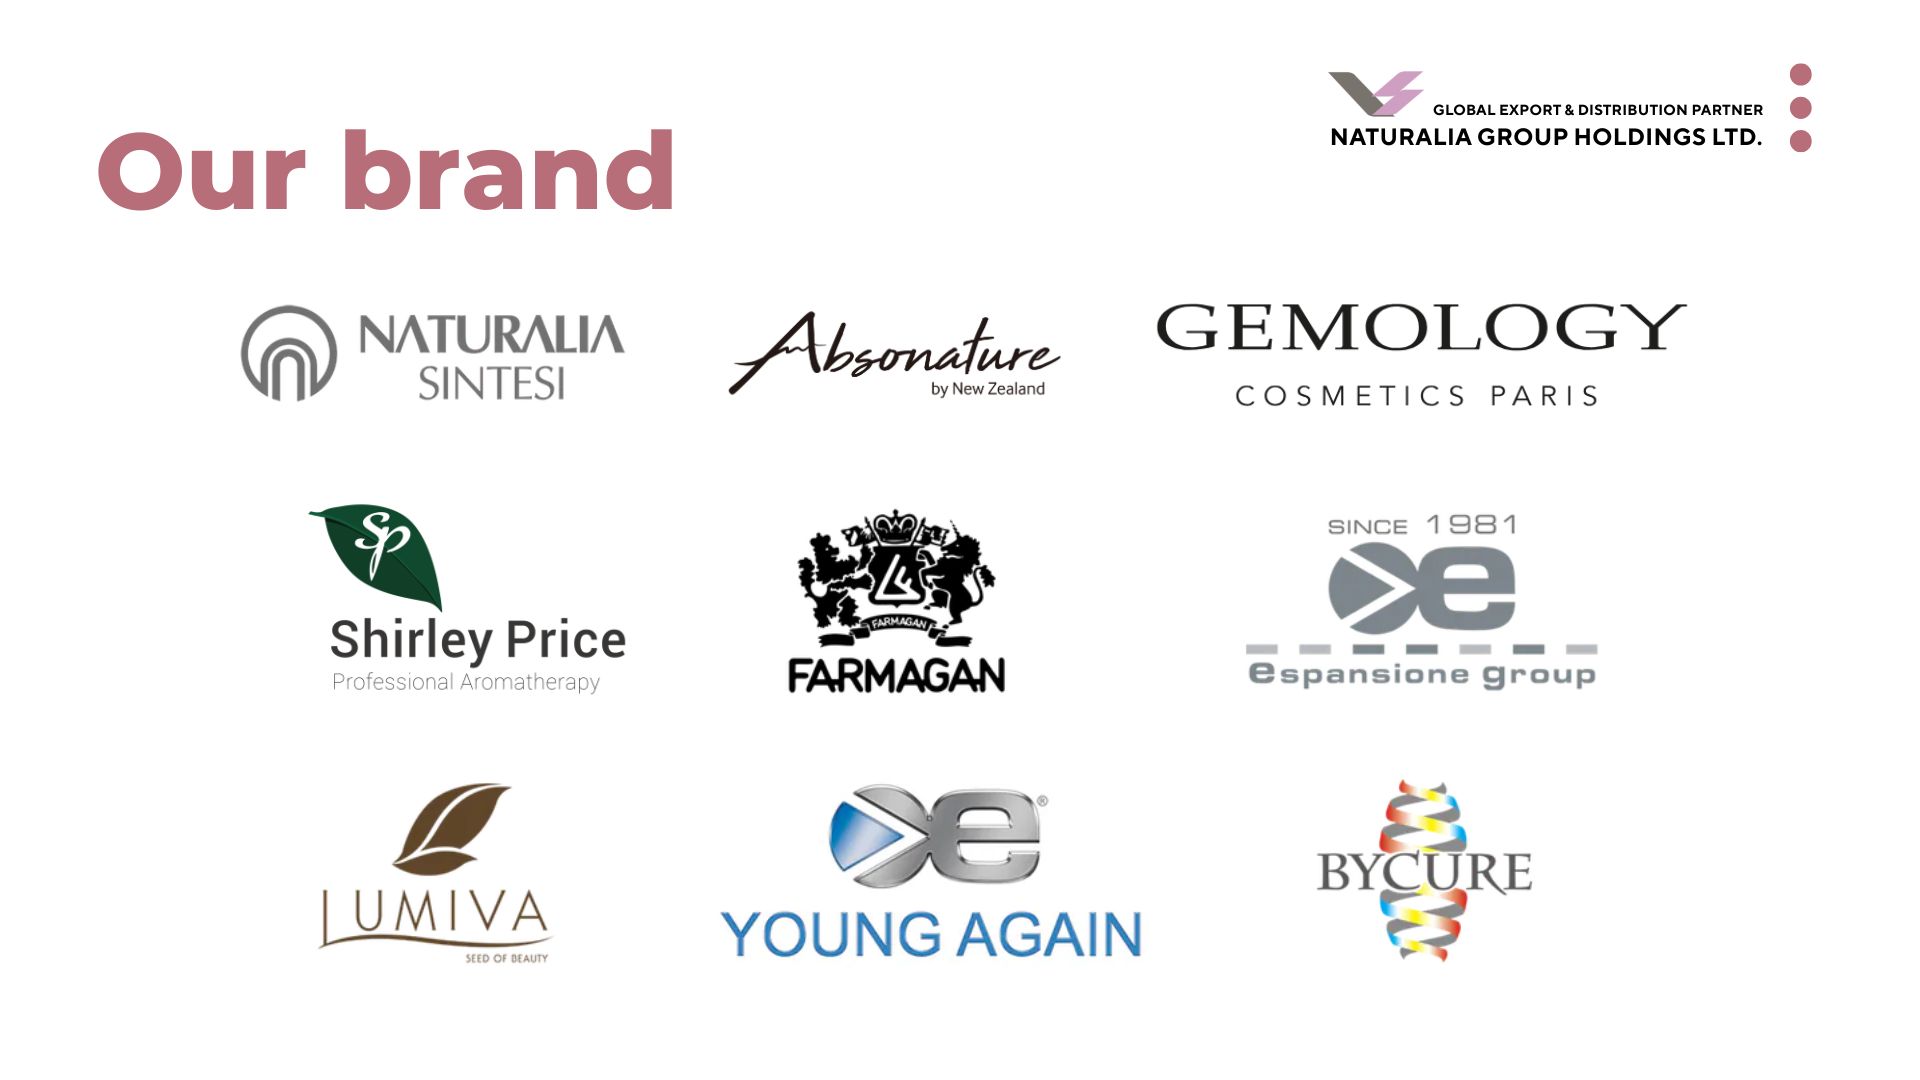 GLOBAL EXPORT & DISTRIBUTION PARTNER
NATURALIA GROUP HOLDINGS LTD.
Our brand
NATURALIA
SINTESI
Absonature
by New Zealand
GEMOLOGY
COSMETICS PARIS
sp
Shirley Price
Professional Aromatherapy
FARMAGAN
FARMAGAN
SINCE 1981
e
espansione group
LUMIVA
SEED OF BEAUTY
e®
YOUNG AGAIN
BYCURE